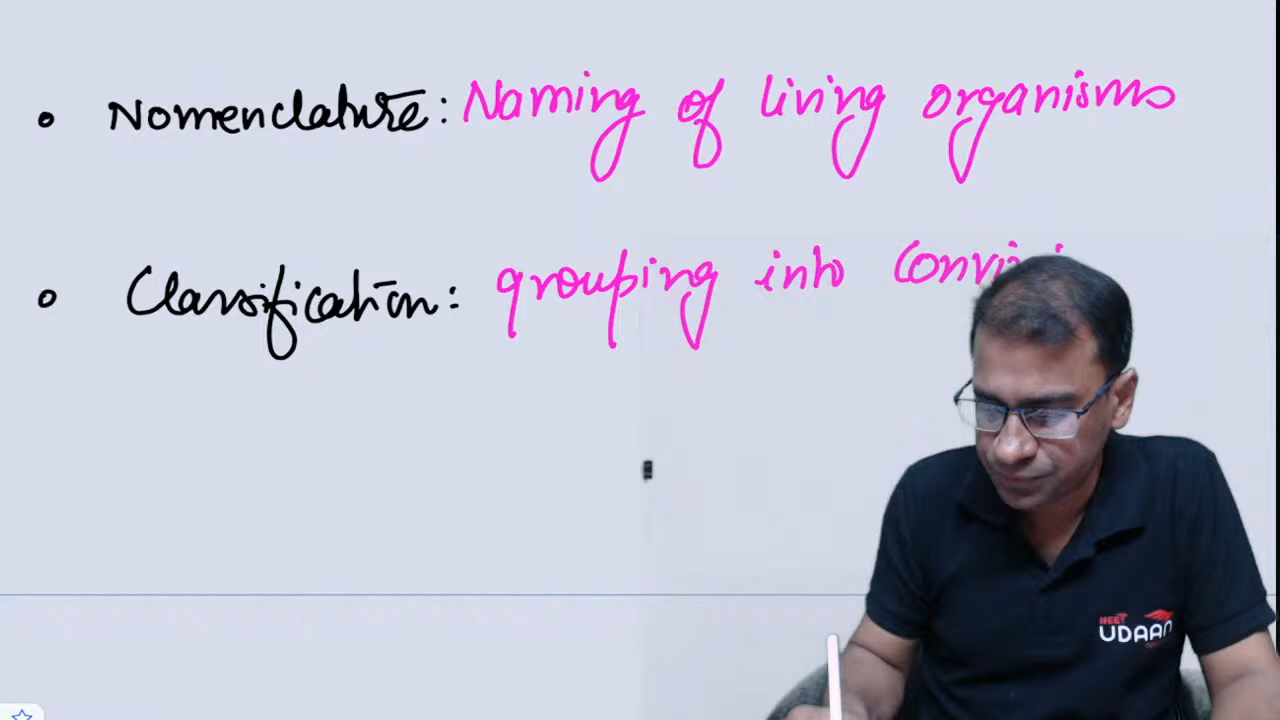 • Nomenclature: Naming of living organisms
• Classification: grouping into
NEET
UDAAN